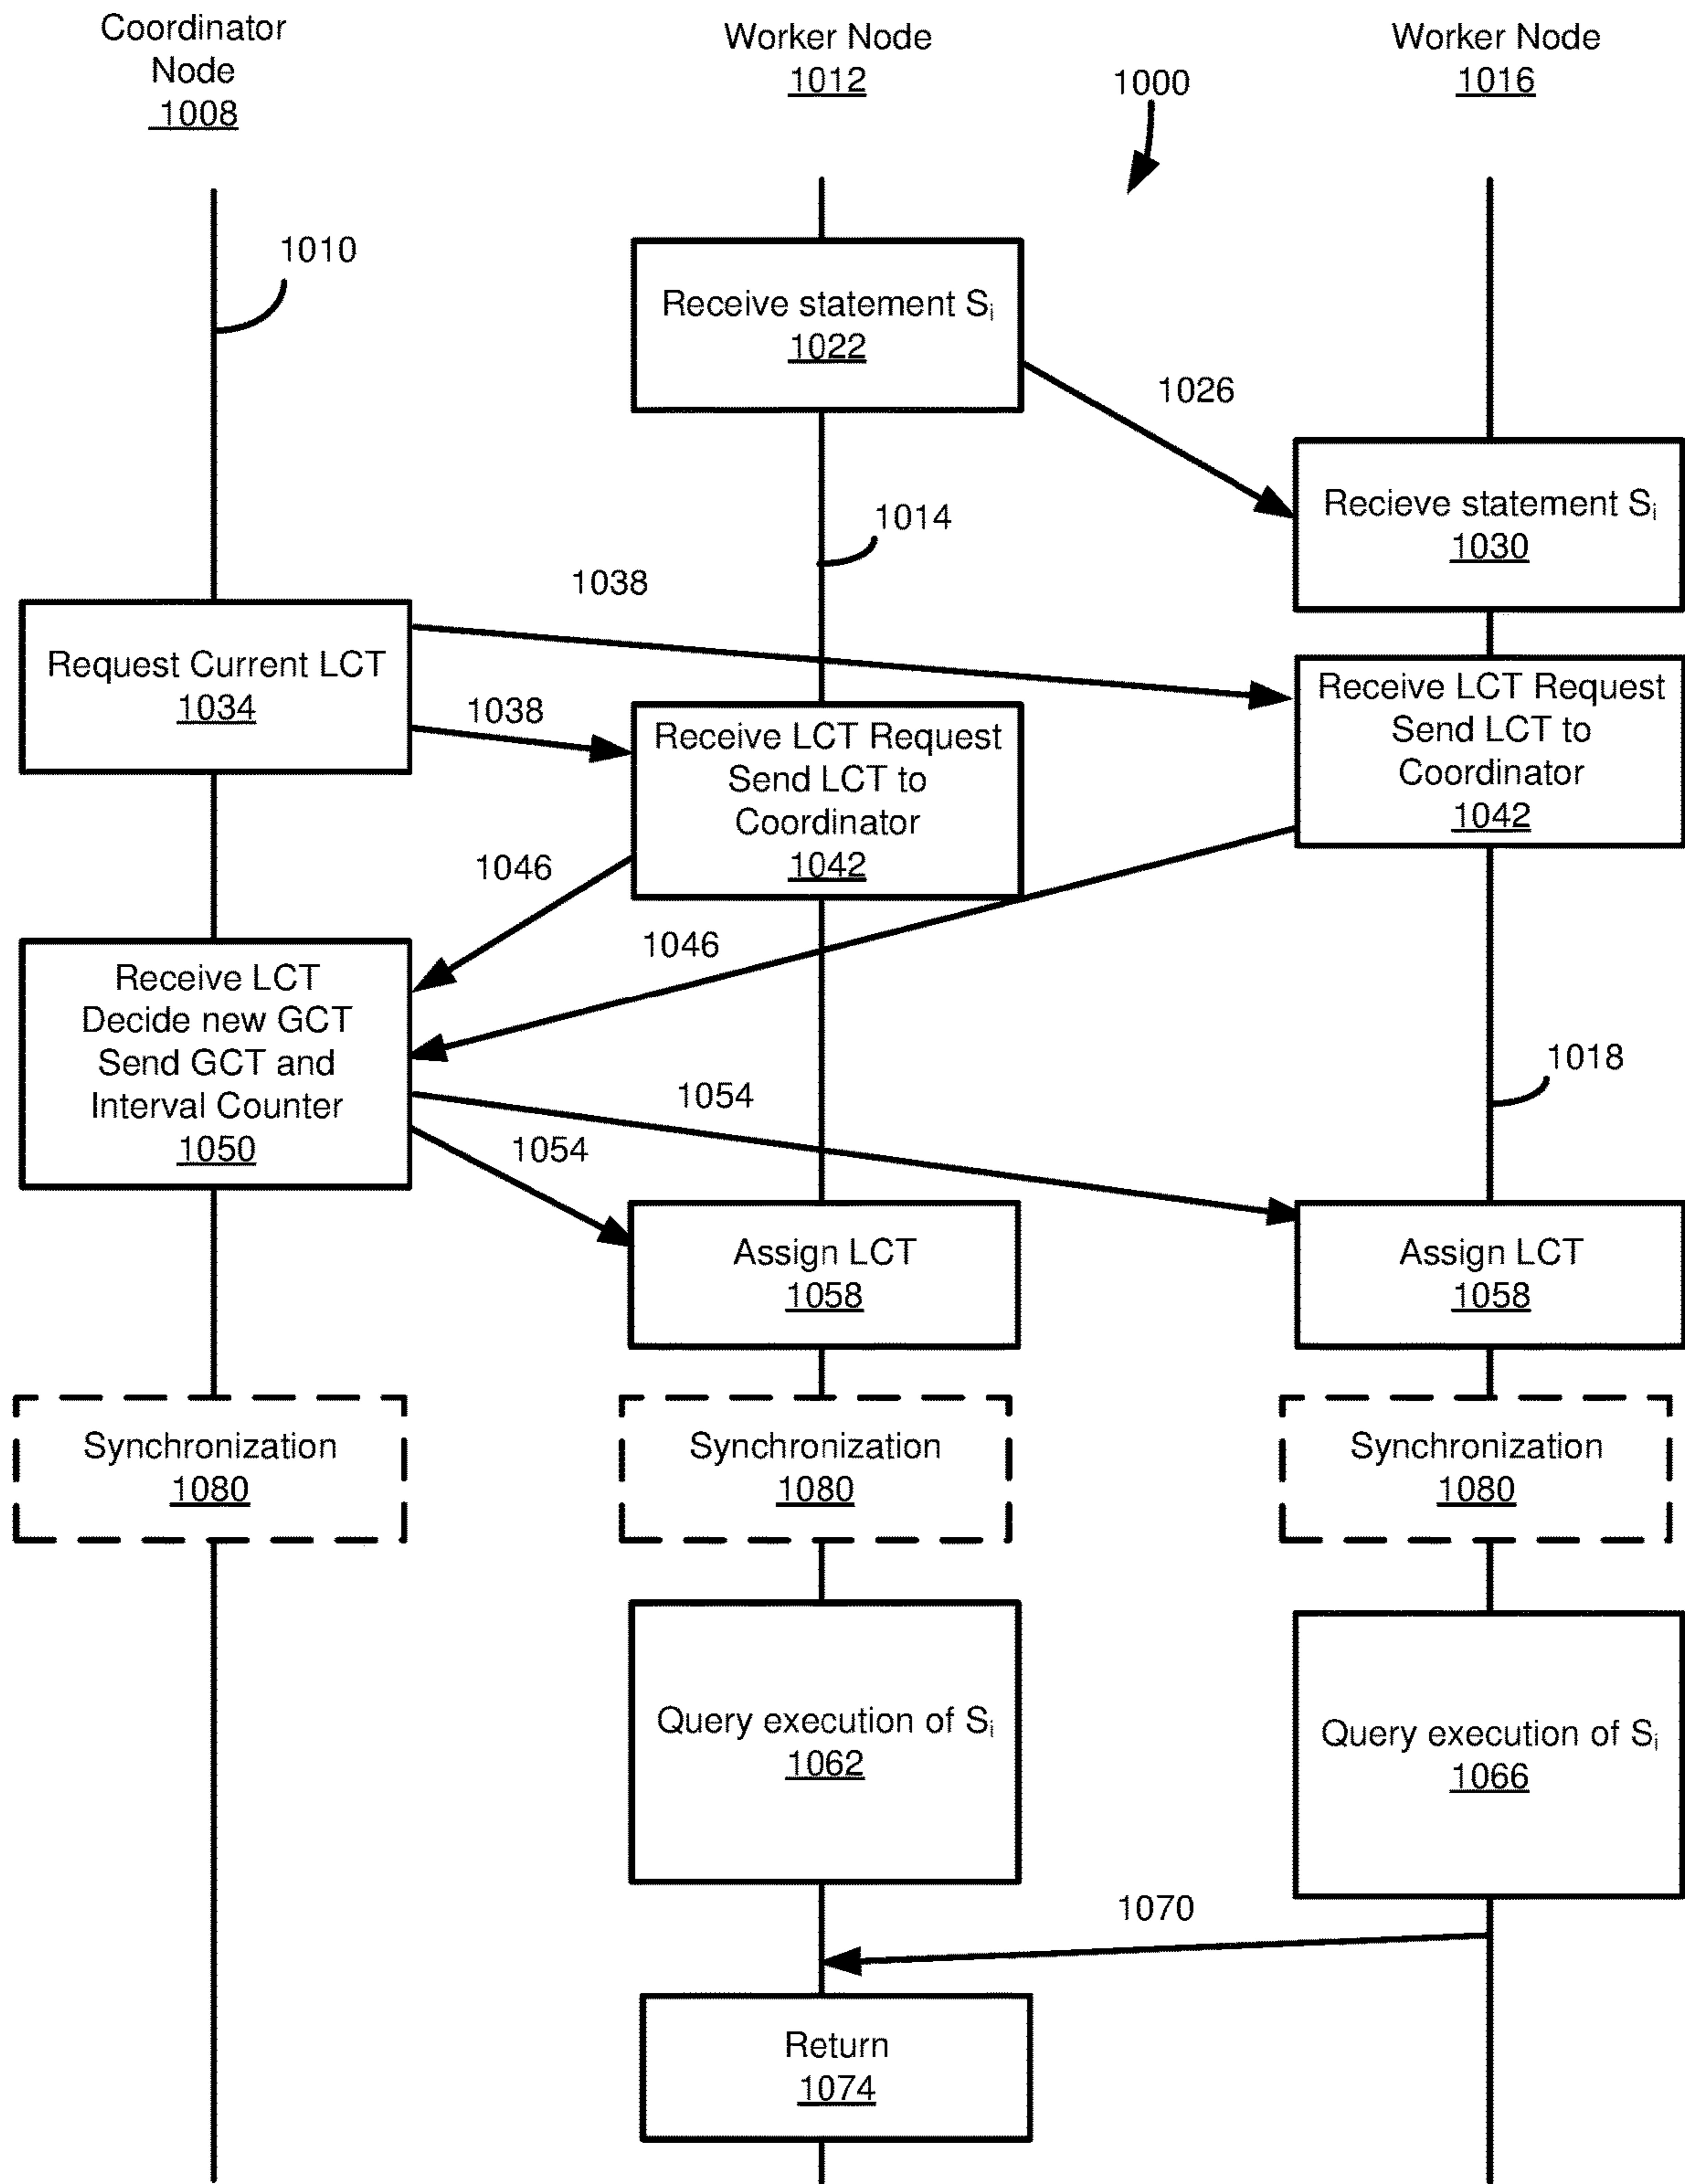 Coordinator
Node
1008
Worker Node
1012
1000
Worker Node
1016
1010
Receive statement Si
1022
1026
Recieve statement Si
1030
1014
1038
Request Current LCT
1034
1038
Receive LCT Request
Send LCT to
Coordinator
1042
Receive LCT Request
Send LCT to
Coordinator
1042
1046
1046
Receive LCT
Decide new GCT
Send GCT and
Interval Counter
1050
1054
1054
1018
Assign LCT
1058
Assign LCT
1058
Synchronization
1080
Synchronization
1080
Synchronization
1080
Query execution of Si
1062
Query execution of Si
1066
1070
Return
1074